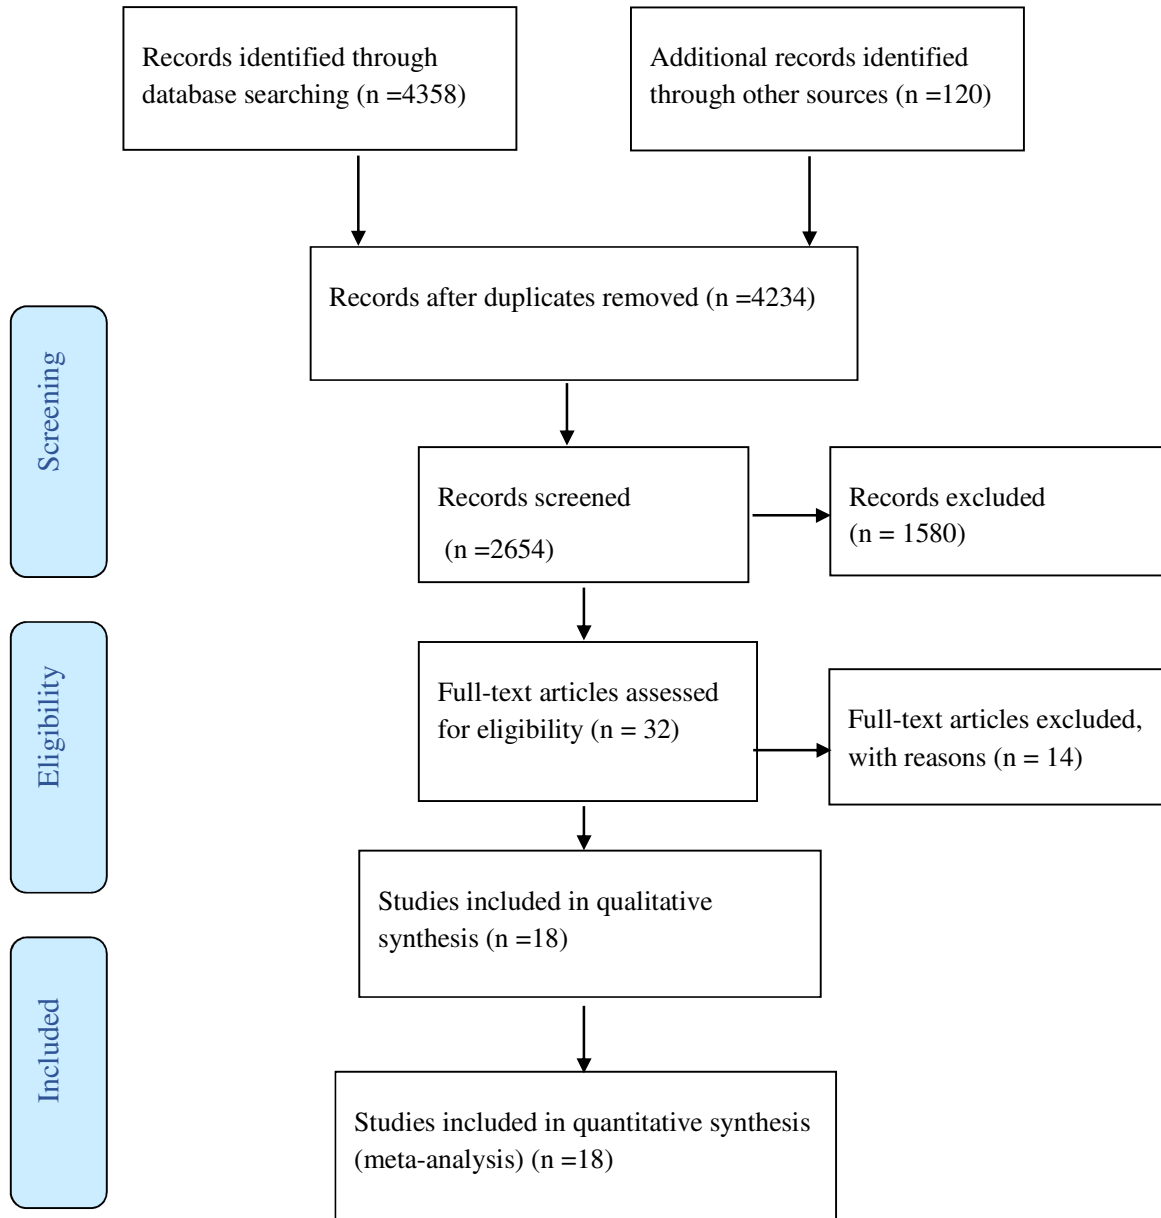 Records identified through
database searching (n =4358)
Additional records identified
through other sources (n =120)
Records after duplicates removed (n =4234)
Screening
Records screened
(n =2654)
Records excluded
(n = 1580)
Eligibility
Full-text articles assessed
for eligibility (n = 32)
Full-text articles excluded,
with reasons (n = 14)
Studies included in qualitative
synthesis (n =18)
Included
Studies included in quantitative synthesis
(meta-analysis) (n =18)